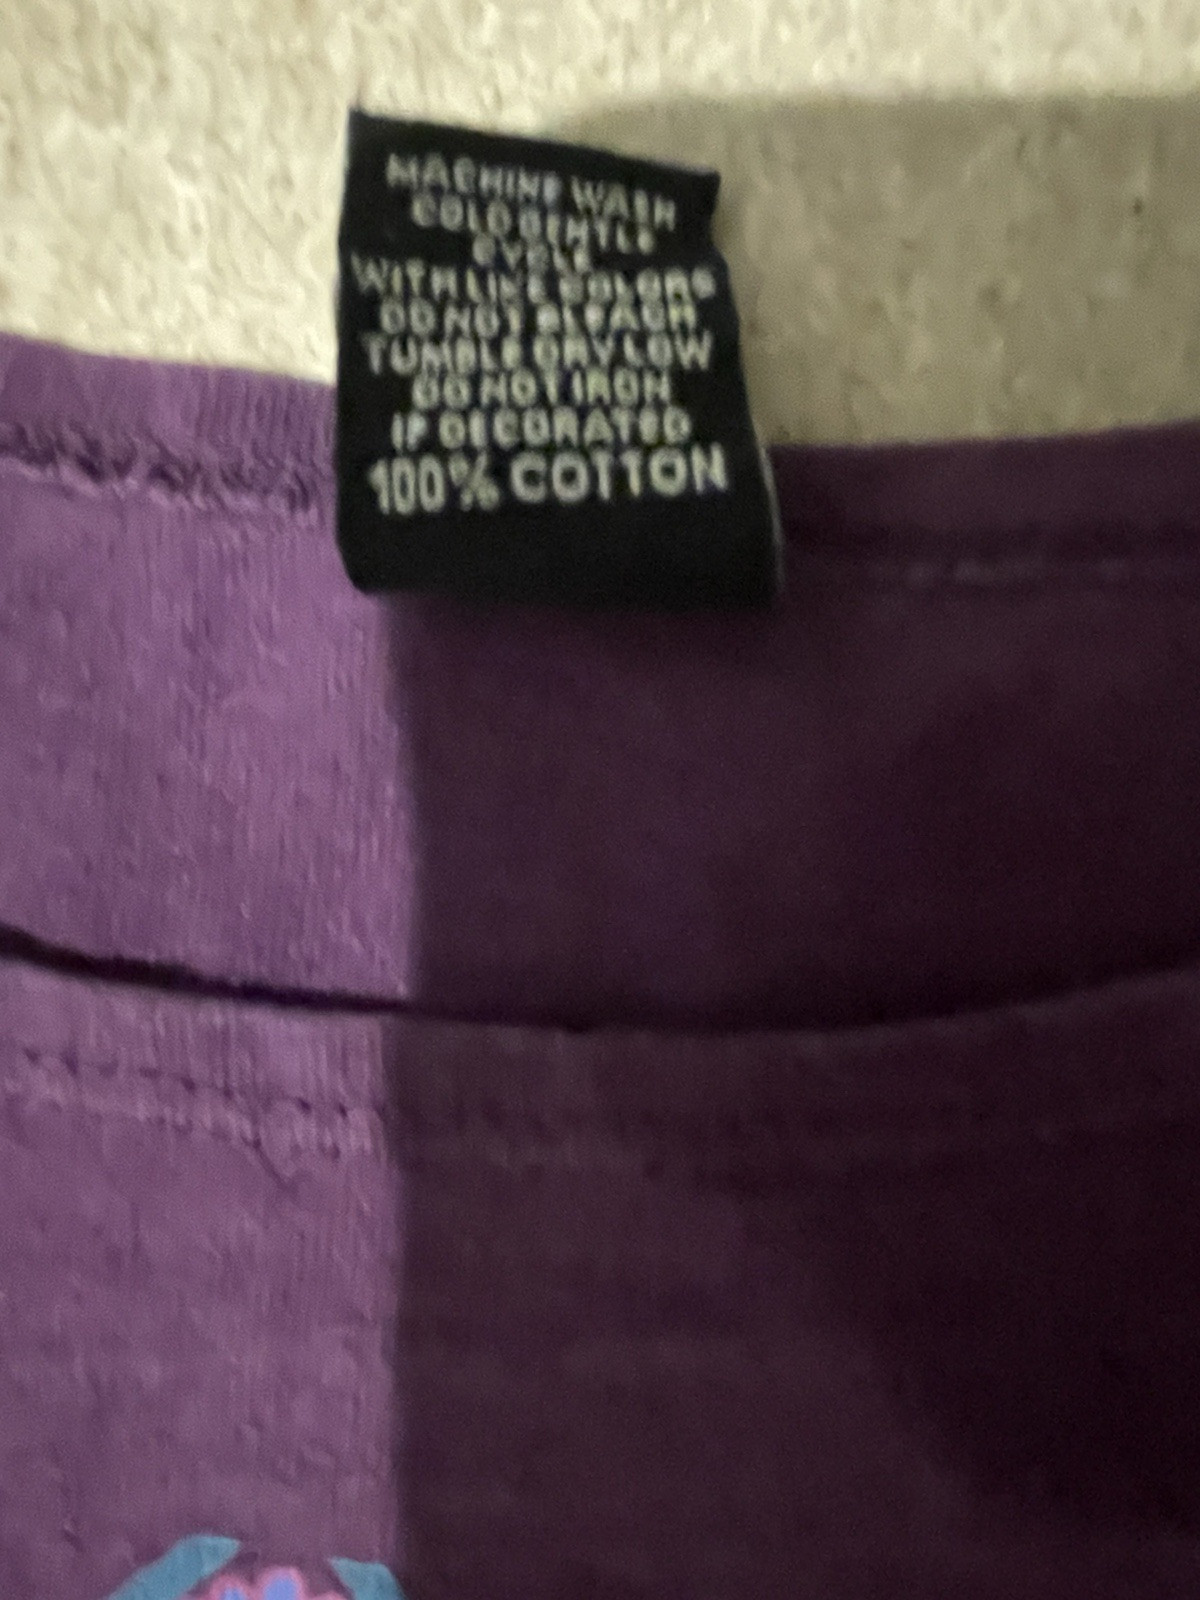 MACHINE WASH
COLD GENTLE
CYCLE
WITH LIKE COLORS
DO NOT BLEACH
TUMBLE DRY LOW
DO NOT IRON
IF DECORATED
100% COTTON